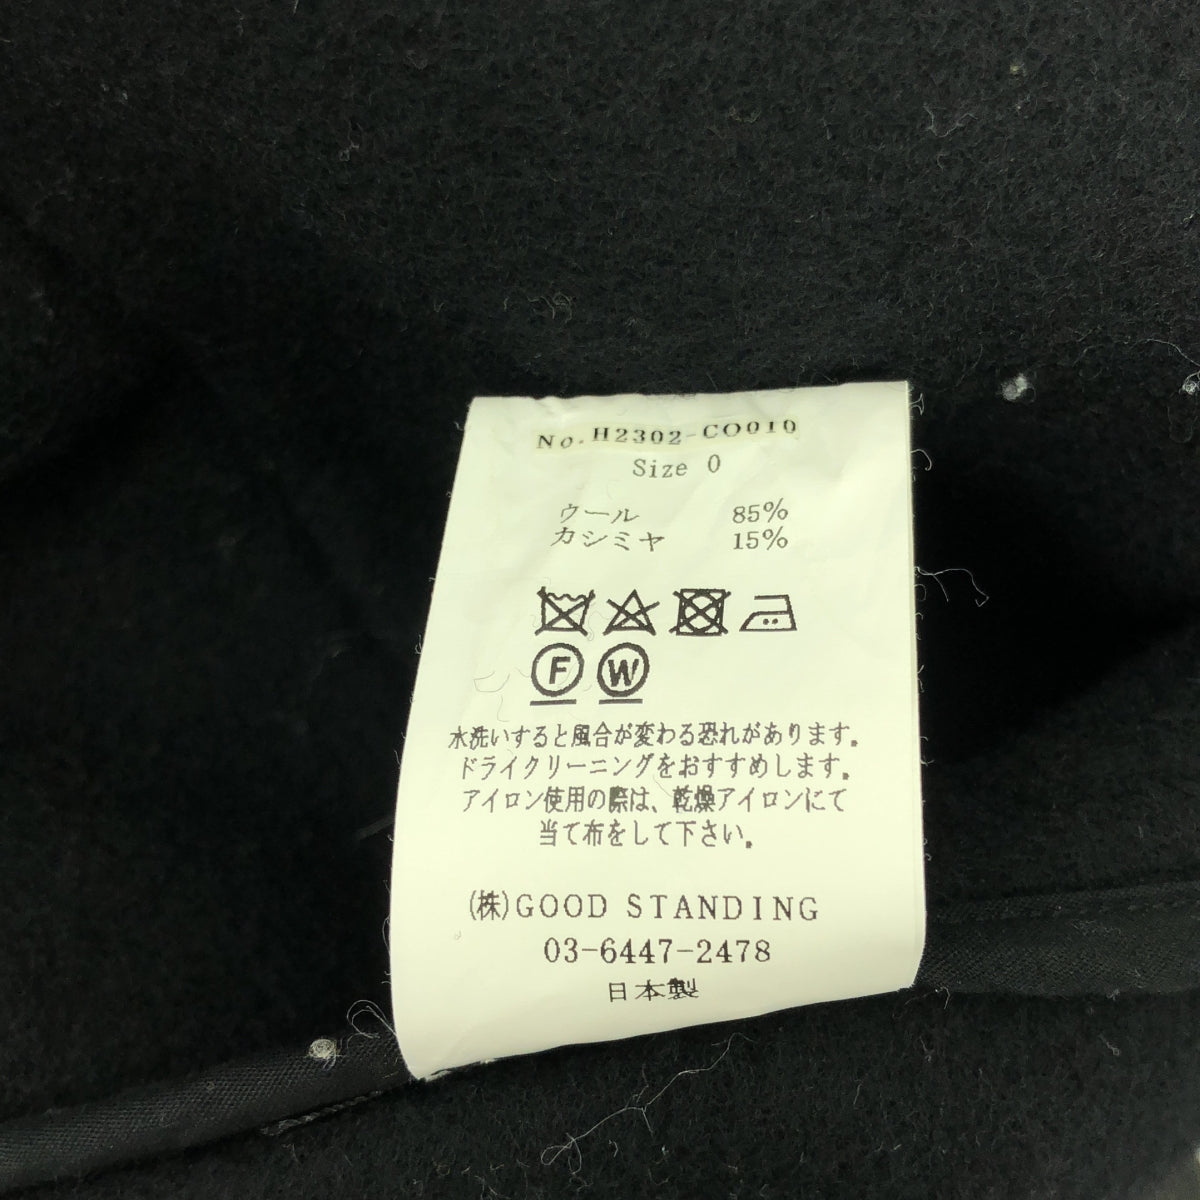 No.H2302-CO010
Size 0
ウール 85%
カシミヤ 15%
F W
水洗いすると風合が変わる恐れがあります。
ドライクリーニングをおすすめします。
アイロン使用の際は、乾燥アイロンにて
当て布をして下さい。
(株)GOOD STANDING
03-6447-2478
日本製